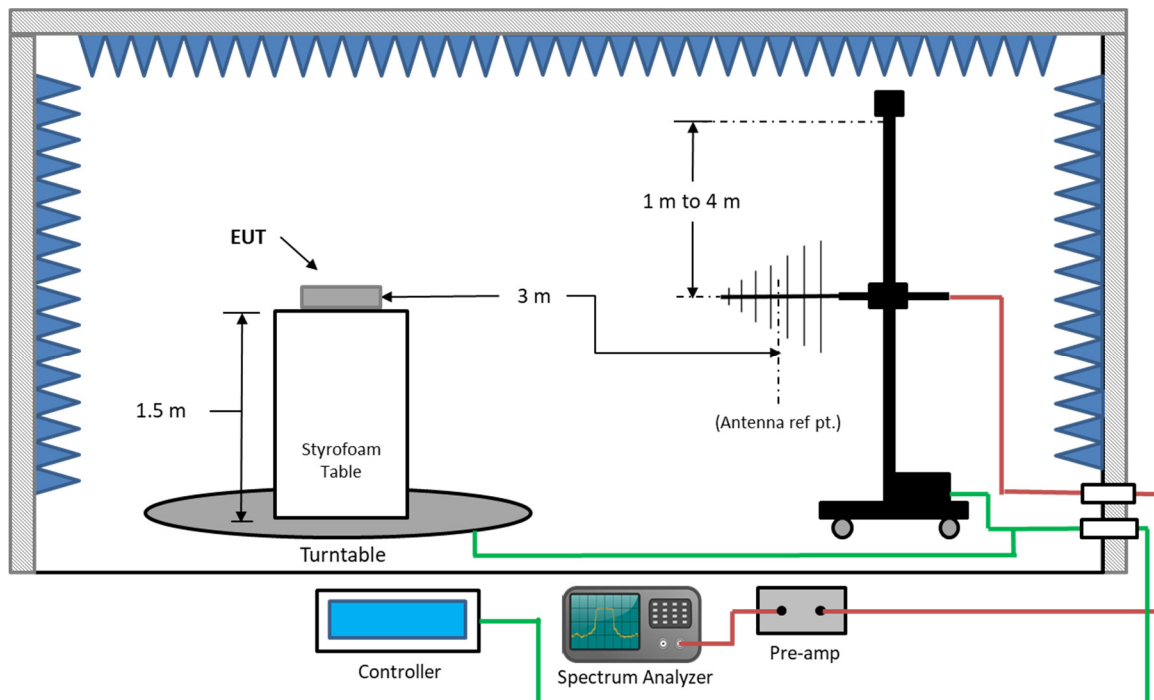 1 m to 4 m
EUT
3 m
1.5 m
(Antenna ref pt.)
Styrofoam
Table
Turntable
Controller
Spectrum Analyzer
Pre-amp